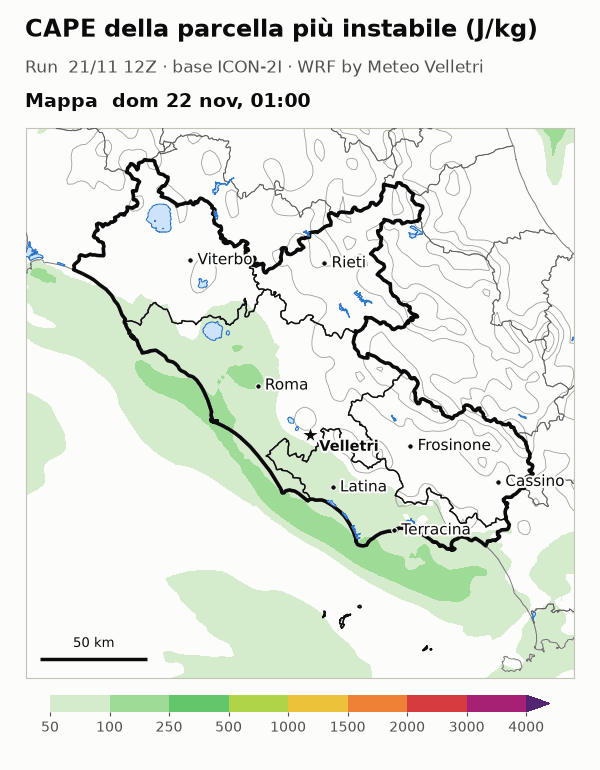 CAPE della parcella più instabile (J/kg)
Run  21/11 12Z · base ICON-2I · WRF by Meteo Velletri
Mappa  dom 22 nov, 01:00
Viterbo
Rieti
Roma
Velletri
Frosinone
Cassino
Latina
Terracina
50 km
50 100 250 500 1000 1500 2000 3000 4000